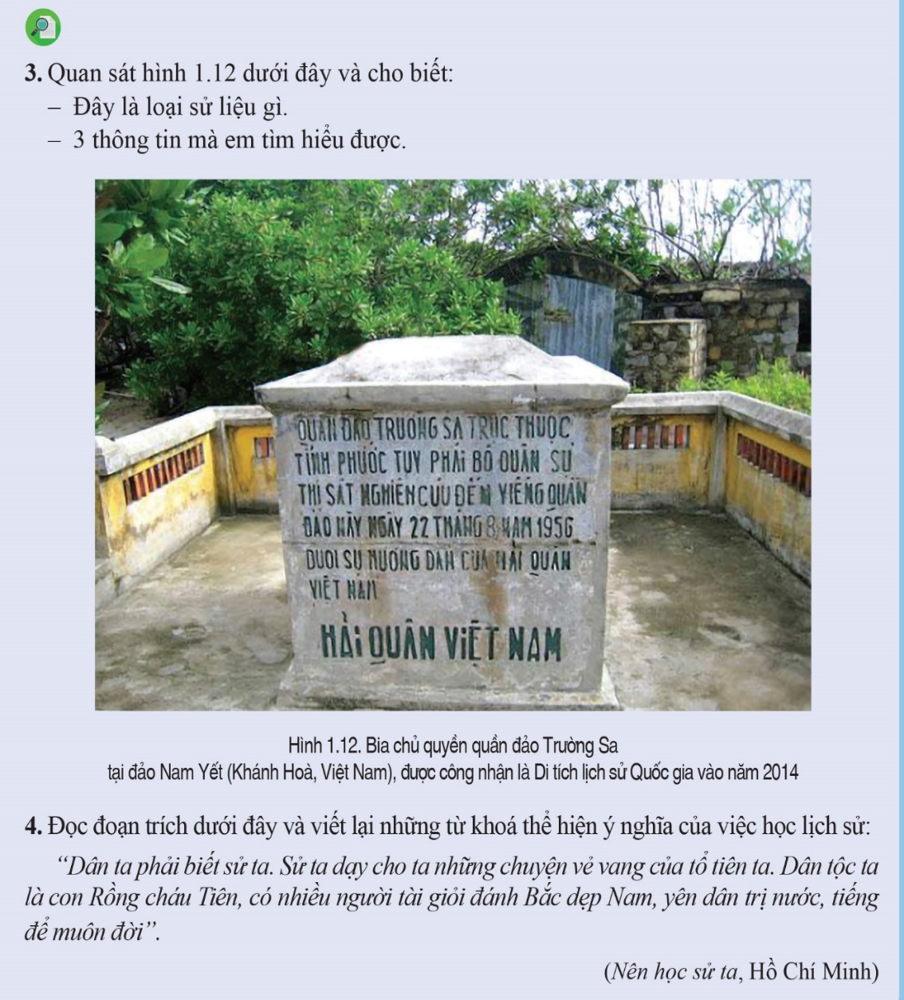 3. Quan sát hình 1.12 dưới đây và cho biết:
– Đây là loại sử liệu gì.
– 3 thông tin mà em tìm hiểu được.
QUẦN ĐẢO TRƯỜNG SA TRỰC THUỘC
TỈNH PHƯỚC TUY PHÁI BỘ QUÂN SỰ
THỊ SÁT NGHIÊN CỨU ĐẾN VIẾNG QUẦN
ĐẢO NÀY NGÀY 22 THÁNG 8 NĂM 1956
DƯỚI SỰ HƯỚNG DẪN CỦA HẢI QUÂN
VIỆT NAM
HẢI QUÂN VIỆT NAM
Hình 1.12. Bia chủ quyền quần đảo Trường Sa
tại đảo Nam Yết (Khánh Hoà, Việt Nam), được công nhận là Di tích lịch sử Quốc gia vào năm 2014
4. Đọc đoạn trích dưới đây và viết lại những từ khoá thể hiện ý nghĩa của việc học lịch sử:
“Dân ta phải biết sử ta. Sử ta dạy cho ta những chuyện vẻ vang của tổ tiên ta. Dân tộc ta
là con Rồng cháu Tiên, có nhiều người tài giỏi đánh Bắc dẹp Nam, yên dân trị nước, tiếng
để muôn đời”.
(Nên học sử ta, Hồ Chí Minh)